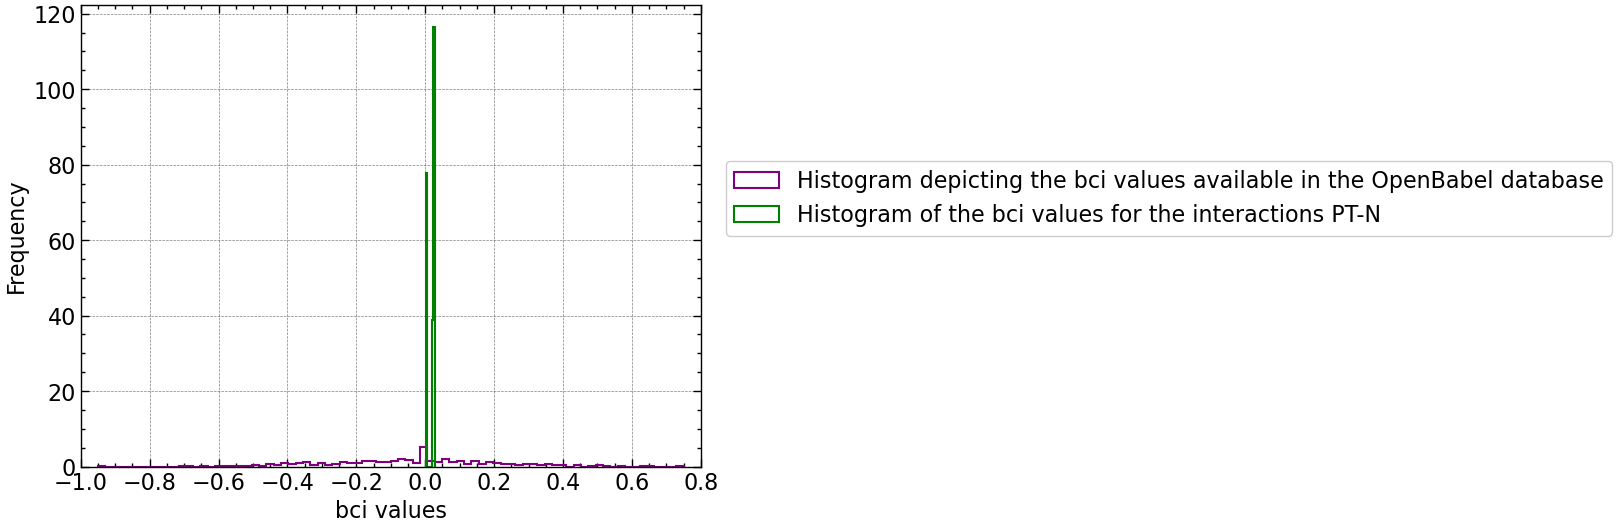 120
100
80
60
40
20
0
Frequency
−1.0 −0.8 −0.6 −0.4 −0.2 0.0 0.2 0.4 0.6 0.8
bci values
Histogram depicting the bci values available in the OpenBabel database
Histogram of the bci values for the interactions PT-N